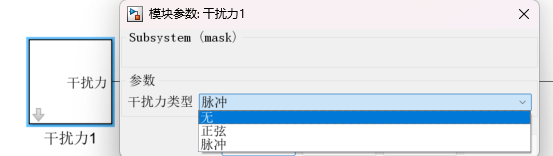 模块参数: 干扰力1
Subsystem (mask)
干扰力
参数
干扰力类型 脉冲
无
正弦
脉冲
干扰力1